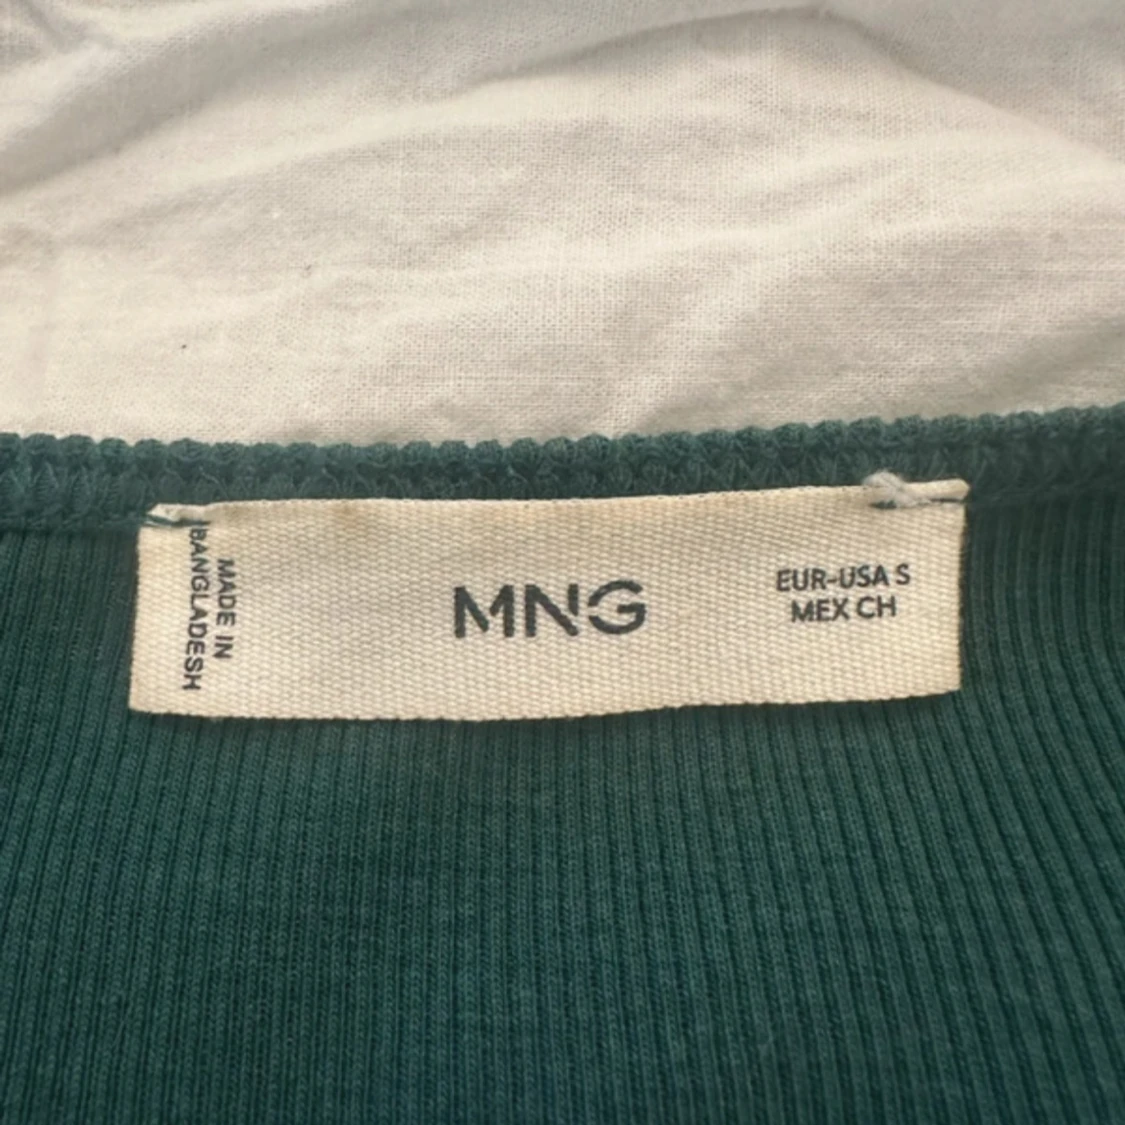 MADE IN
BANGLADESH
MNG
EUR-USA S
MEX CH